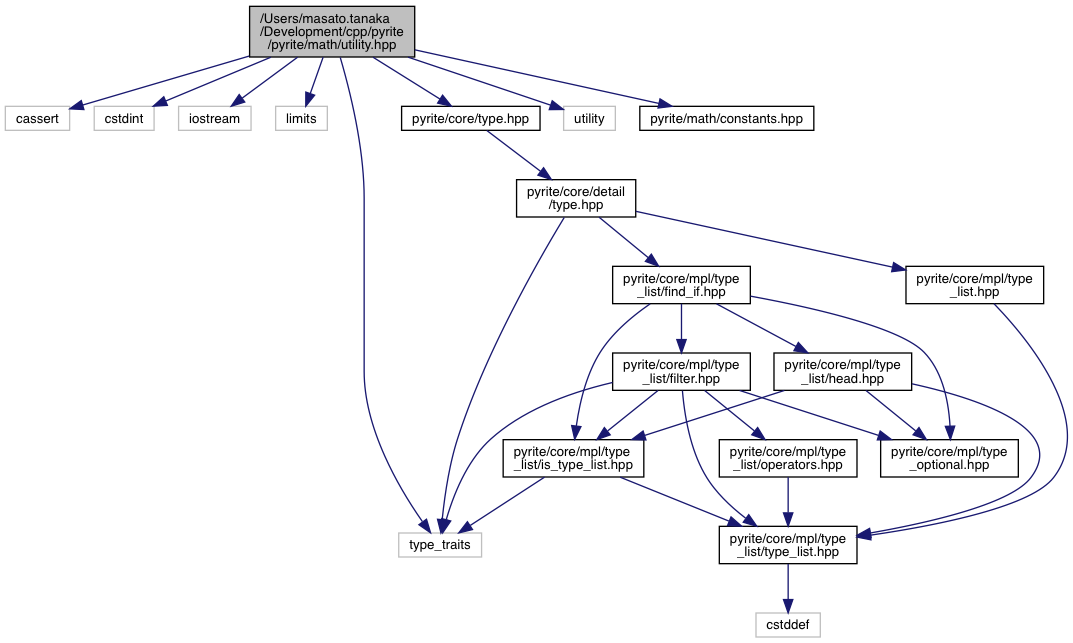 /Users/masato.tanaka
/Development/cpp/pyrite
/pyrite/math/utility.hpp
cassert
cstdint
iostream
limits
pyrite/core/type.hpp
utility
pyrite/math/constants.hpp
pyrite/core/detail
/type.hpp
pyrite/core/mpl/type
_list/find_if.hpp
pyrite/core/mpl/type
_list.hpp
pyrite/core/mpl/type
_list/filter.hpp
pyrite/core/mpl/type
_list/head.hpp
pyrite/core/mpl/type
_list/is_type_list.hpp
pyrite/core/mpl/type
_list/operators.hpp
pyrite/core/mpl/type
_optional.hpp
type_traits
pyrite/core/mpl/type
_list/type_list.hpp
cstddef